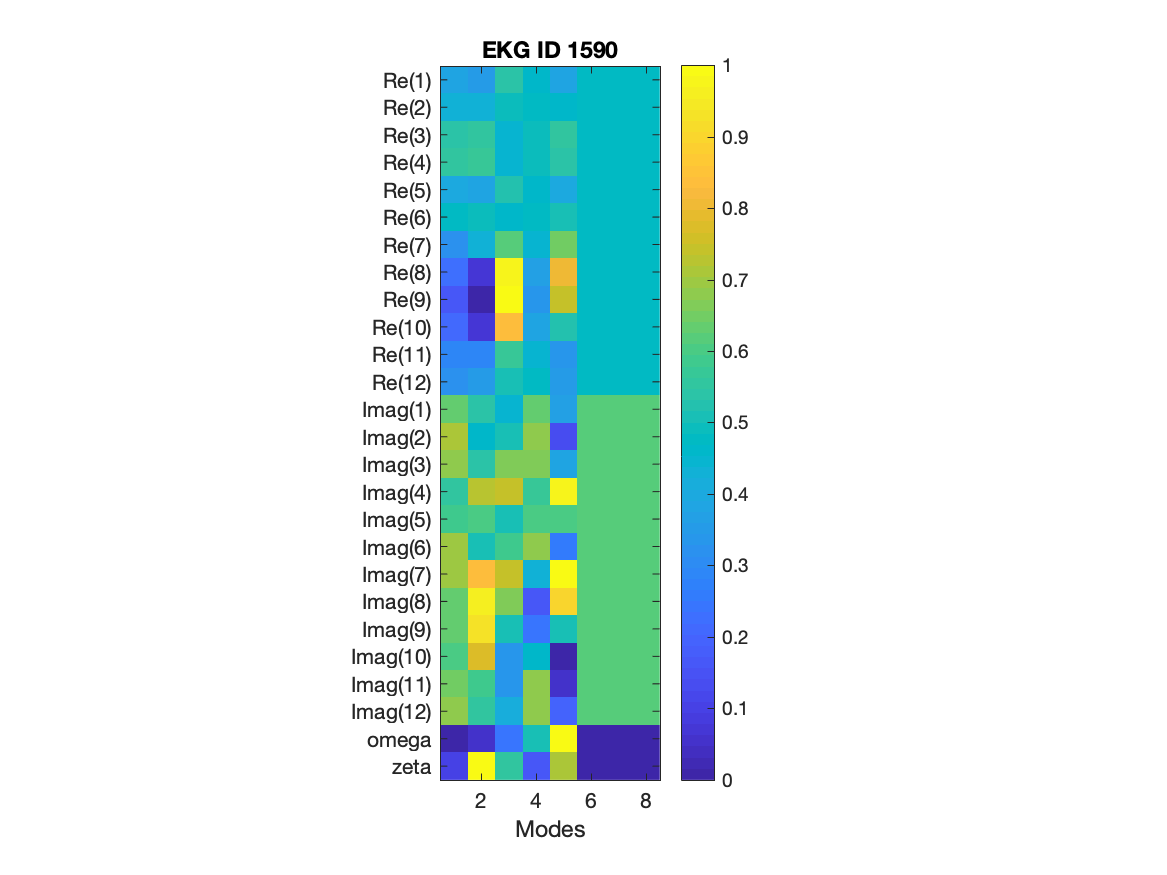 EKG ID 1590
Re(1)
Re(2)
Re(3)
Re(4)
Re(5)
Re(6)
Re(7)
Re(8)
Re(9)
Re(10)
Re(11)
Re(12)
Imag(1)
Imag(2)
Imag(3)
Imag(4)
Imag(5)
Imag(6)
Imag(7)
Imag(8)
Imag(9)
Imag(10)
Imag(11)
Imag(12)
omega
zeta
2 4 6 8
Modes
1
0.9
0.8
0.7
0.6
0.5
0.4
0.3
0.2
0.1
0